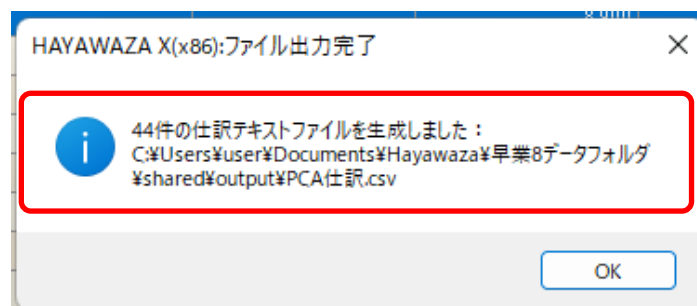 HAYAWAZA X(x86):ファイル出力完了
44件の仕訳テキストファイルを生成しました：
C:¥Users¥user¥Documents¥Hayawaza¥早業8データフォルダ
¥shared¥output¥PCA仕訳.csv
OK